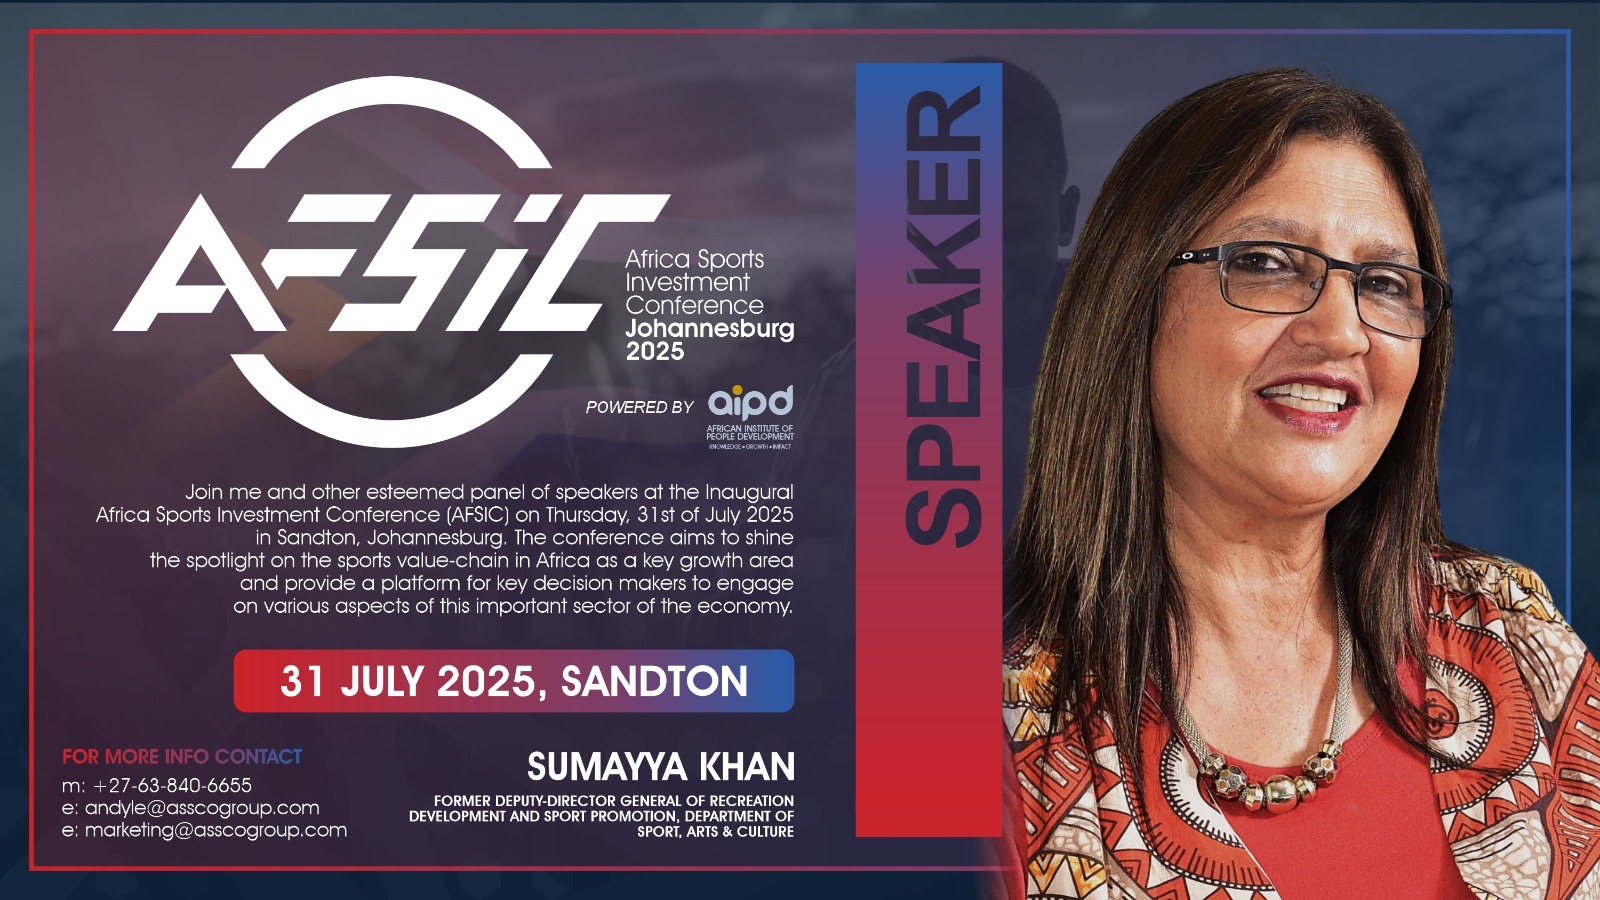 AFSiC
Africa Sports
Investment
Conference
Johannesburg
2025
POWERED BY
aipd
AFRICAN INSTITUTE OF
PEOPLE DEVELOPMENT
KNOWLEDGE • GROWTH • IMPACT
Join me and other esteemed panel of speakers at the Inaugural
Africa Sports Investment Conference (AFSIC) on Thursday, 31st of July 2025
in Sandton, Johannesburg. The conference aims to shine
the spotlight on the sports value-chain in Africa as a key growth area
and provide a platform for key decision makers to engage
on various aspects of this important sector of the economy.
31 JULY 2025, SANDTON
FOR MORE INFO CONTACT
m: +27-63-840-6655
e: andyle@asscogroup.com
e: marketing@asscogroup.com
SUMAYYA KHAN
FORMER DEPUTY-DIRECTOR GENERAL OF RECREATION
DEVELOPMENT AND SPORT PROMOTION, DEPARTMENT OF
SPORT, ARTS & CULTURE
SPEAKER